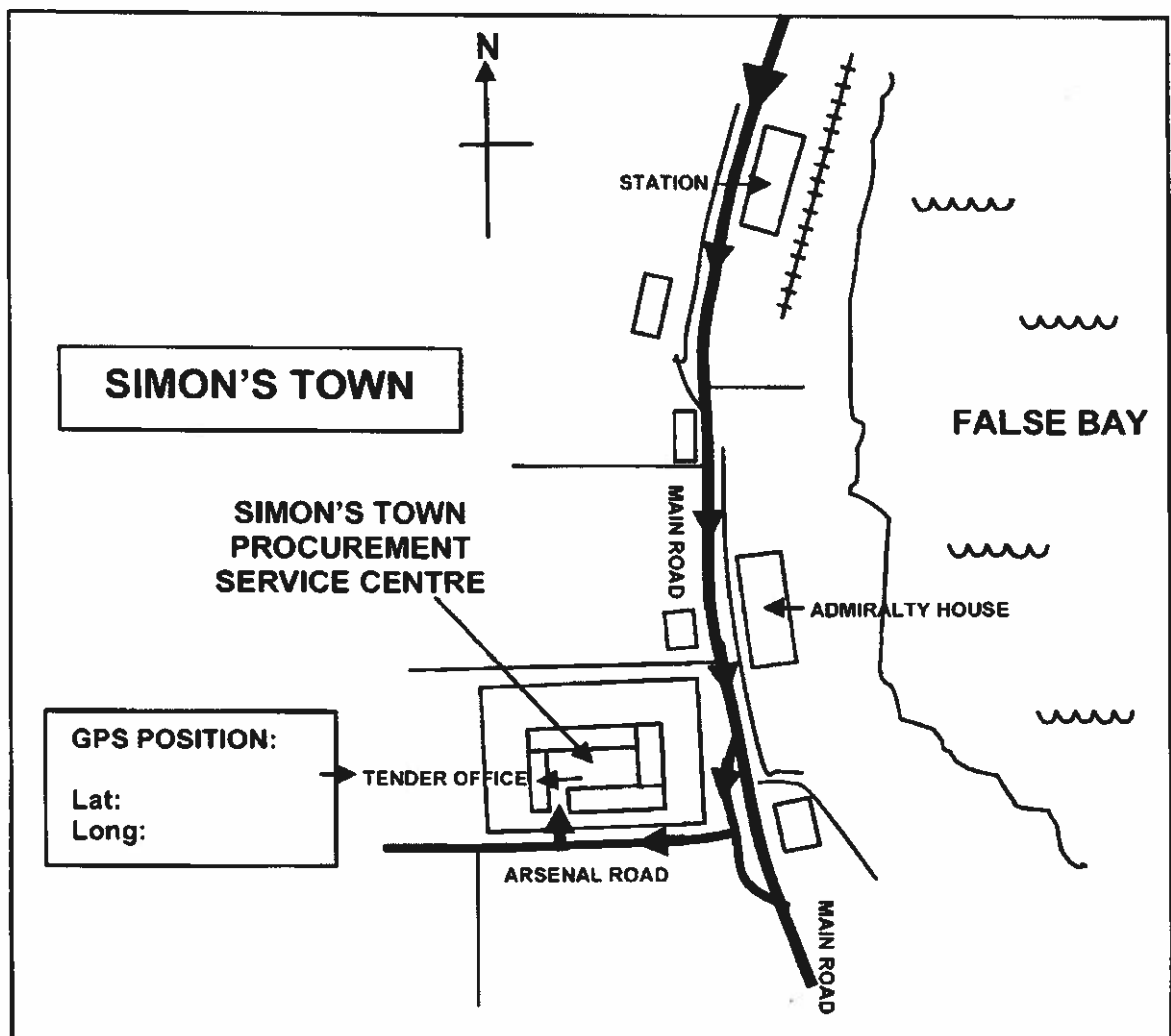 N
STATION
SIMON'S TOWN
FALSE BAY
SIMON'S TOWN
PROCUREMENT
SERVICE CENTRE
MAIN ROAD
ADMIRALTY HOUSE
GPS POSITION:
Lat:
Long:
TENDER OFFICE
ARSENAL ROAD
MAIN ROAD